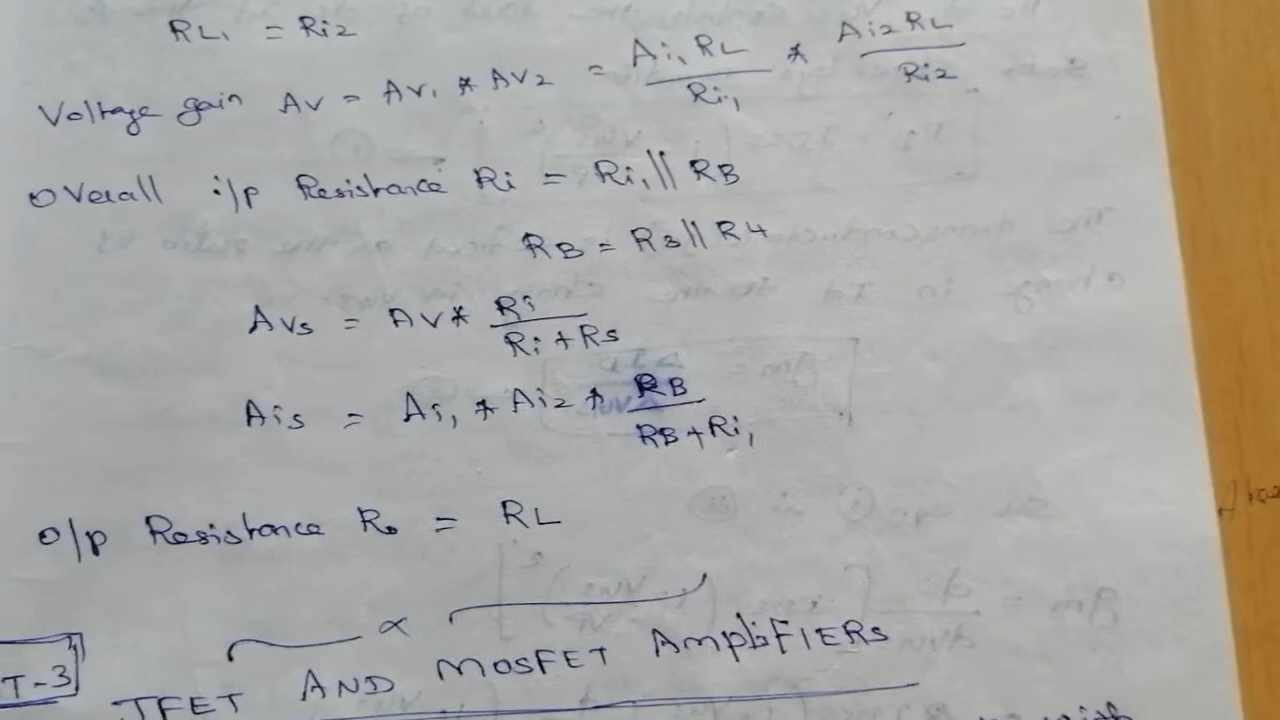 RL1 = Ri2
Voltage gain AV = AV1 * AV2 = Ai1 RL / Ri1 * Ai2 RL / Ri2
Overall i/p Resistance Ri = Ri1 || RB
RB = R3 || R4
AVs = AV * Ri / Ri + Rs
Ais = Ai1 * Ai2 * RB / RB + Ri1
O/p Resistance Ro = RL
T-3
JFET AND MOSFET AmpliFIERs